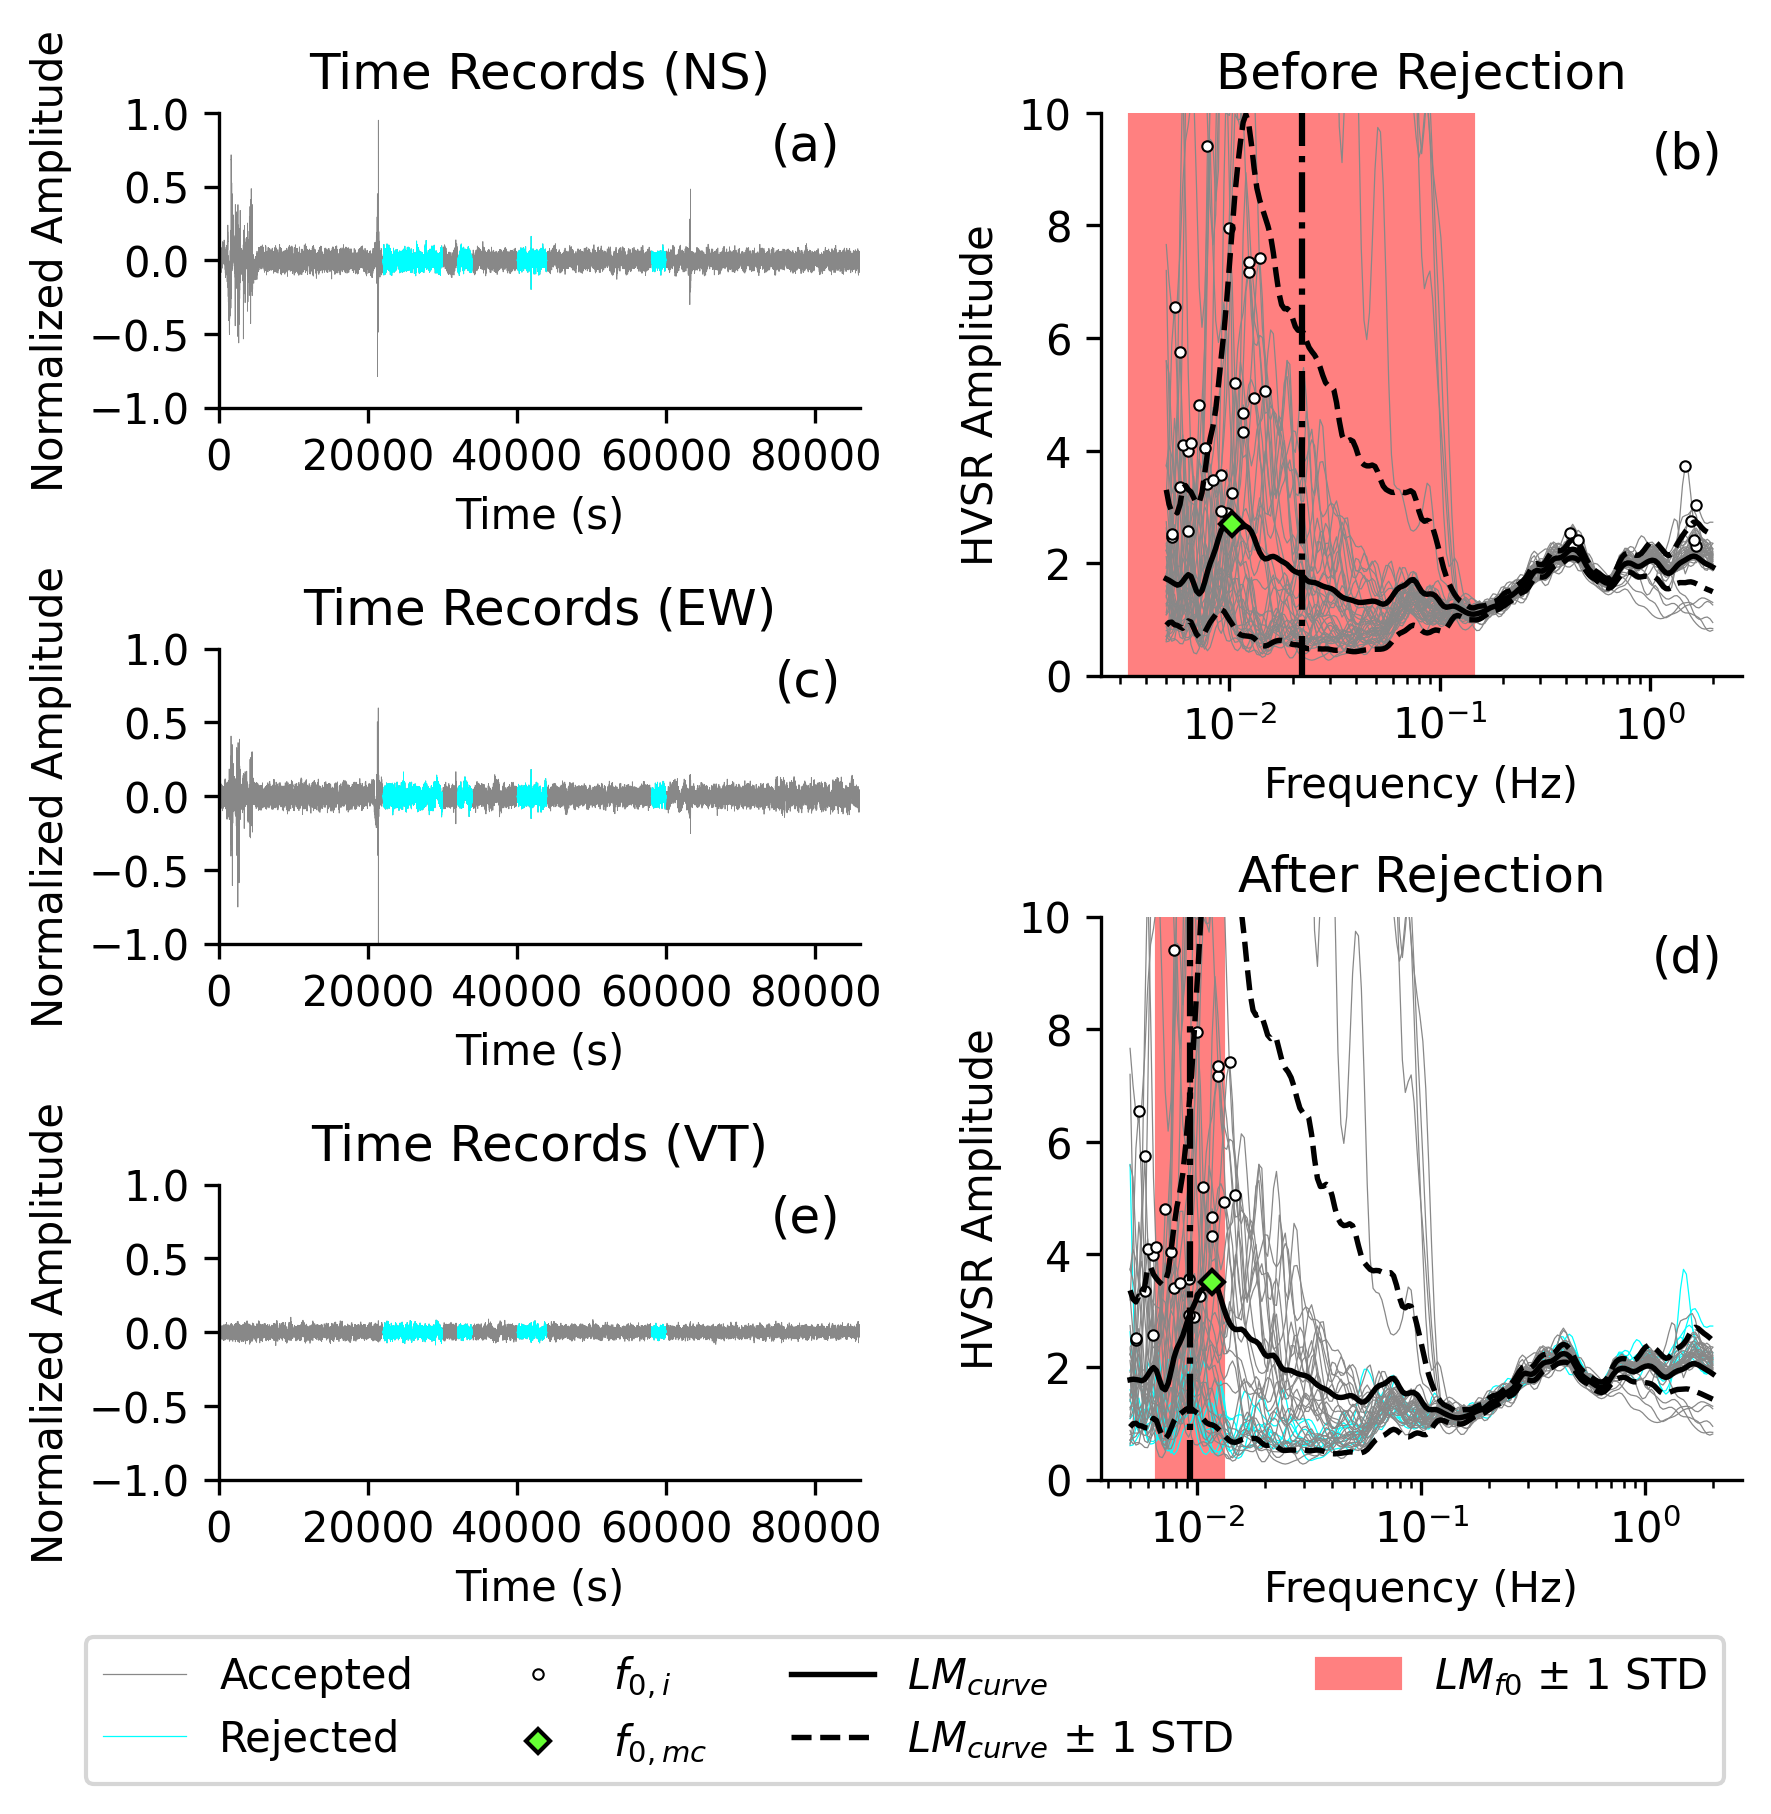 Time Records (NS)
(a)
Normalized Amplitude
1.0
0.5
0.0
−0.5
−1.0
0 20000 40000 60000 80000
Time (s)
Before Rejection
(b)
HVSR Amplitude
10
8
6
4
2
0
10⁻² 10⁻¹ 10⁰
Frequency (Hz)
Time Records (EW)
(c)
Normalized Amplitude
1.0
0.5
0.0
−0.5
−1.0
0 20000 40000 60000 80000
Time (s)
After Rejection
(d)
HVSR Amplitude
10
8
6
4
2
0
10⁻² 10⁻¹ 10⁰
Frequency (Hz)
Time Records (VT)
(e)
Normalized Amplitude
1.0
0.5
0.0
−0.5
−1.0
0 20000 40000 60000 80000
Time (s)
Accepted
Rejected
f0,i
f0,mc
LMcurve
LMcurve ± 1 STD
LMf0 ± 1 STD